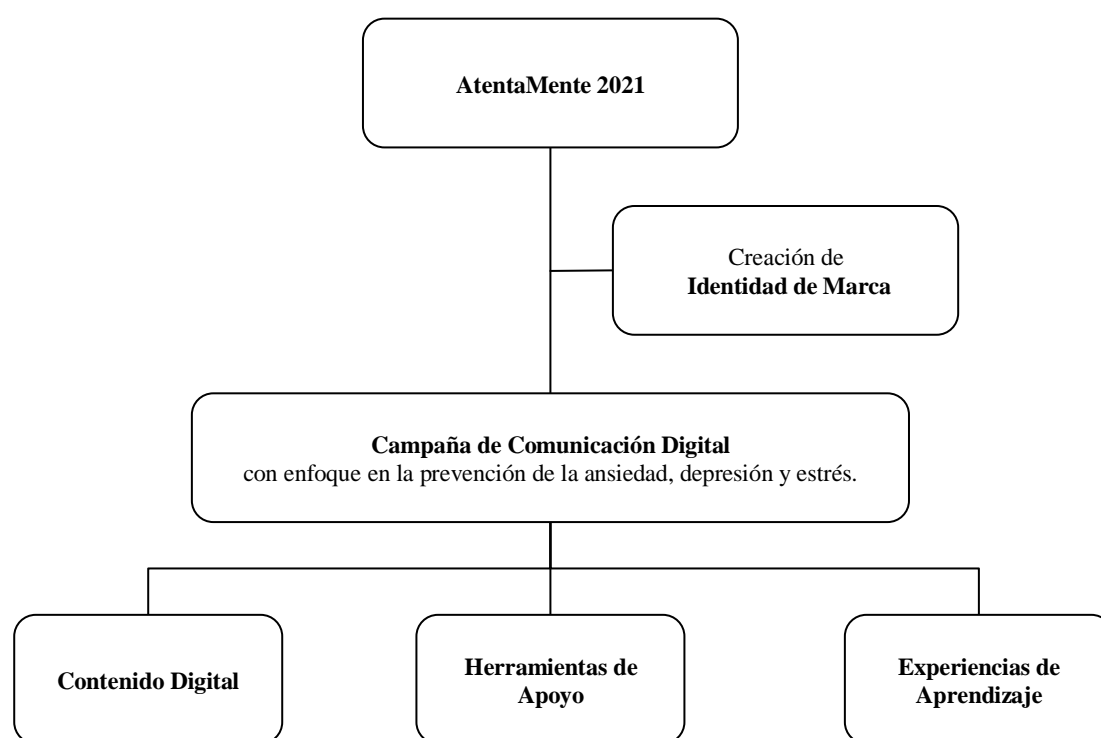 AtentaMente 2021
Creación de
Identidad de Marca
Campaña de Comunicación Digital
con enfoque en la prevención de la ansiedad, depresión y estrés.
Contenido Digital
Herramientas de
Apoyo
Experiencias de
Aprendizaje